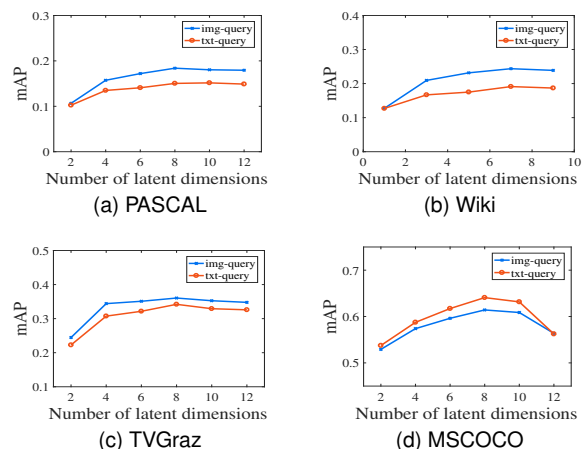 0.3
0.2
0.1
0
mAP
img-query
txt-query
2 4 6 8 10 12
Number of latent dimensions
(a) PASCAL
0.4
0.3
0.2
0.1
0
mAP
img-query
txt-query
0 2 4 6 8 10
Number of latent dimensions
(b) Wiki
0.5
0.4
0.3
0.2
0.1
mAP
img-query
txt-query
2 4 6 8 10 12
Number of latent dimensions
(c) TVGraz
0.7
0.6
0.5
mAP
img-query
txt-query
2 4 6 8 10 12
Number of latent dimensions
(d) MSCOCO